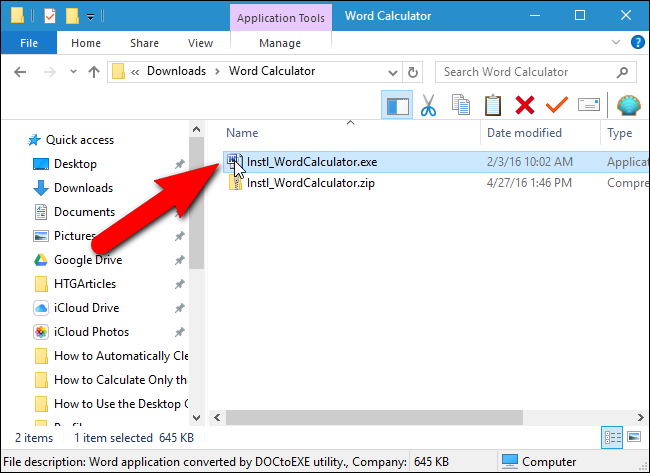 Application Tools
Word Calculator
File
Home
Share
View
Manage
Downloads
Word Calculator
Search Word Calculator
Name
Date modified
Type
Quick access
Desktop
Downloads
Documents
Pictures
Google Drive
HTGArticles
iCloud Drive
iCloud Photos
How to Automatically Cle
How to Calculate Only the
How to Use the Desktop C
Instl_WordCalculator.exe
2/3/16 10:02 AM
Applicat
Instl_WordCalculator.zip
4/27/16 1:46 PM
Compre
2 items
1 item selected 645 KB
File description: Word application converted by DOCtoEXE utility., Company:
645 KB
Computer